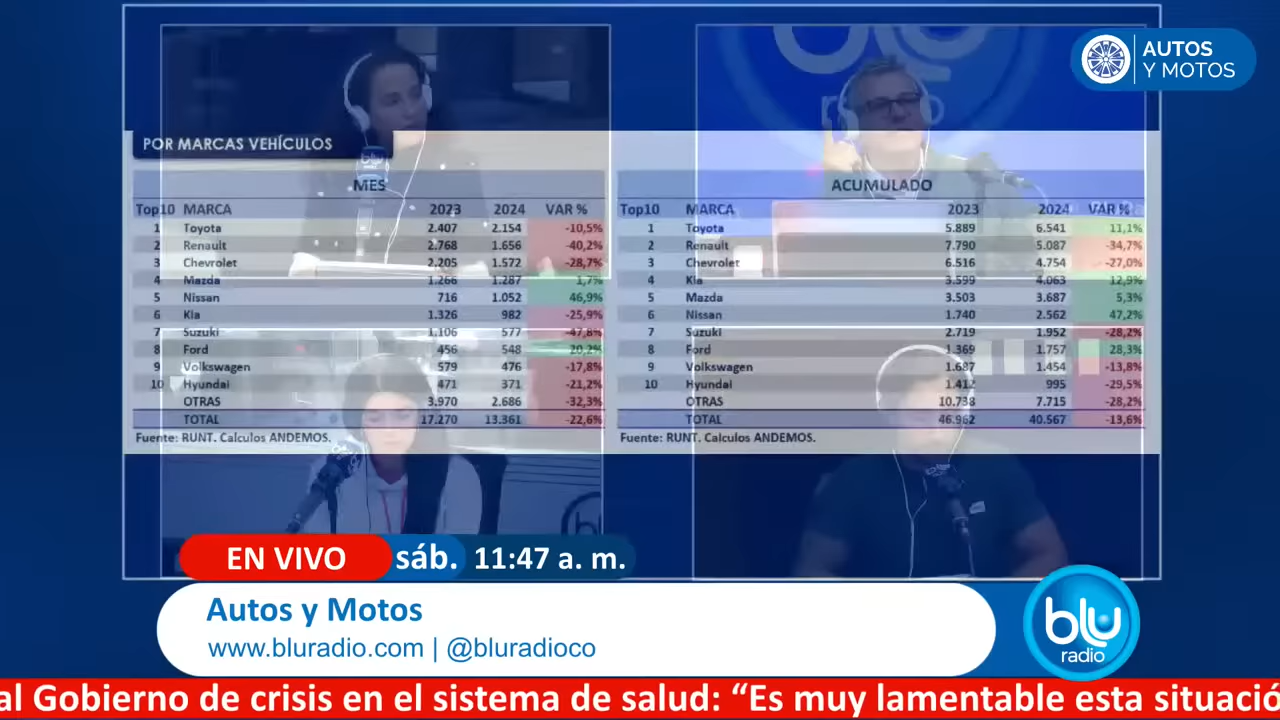 AUTOS
Y MOTOS
POR MARCAS VEHÍCULOS
MES
Top10 MARCA 2023 2024 VAR %
1 Toyota 2.407 2.154 -10,5%
2 Renault 2.768 1.656 -40,2%
3 Chevrolet 2.205 1.572 -28,7%
4 Mazda 1.266 1.287 1,7%
5 Nissan 716 1.052 46,9%
6 Kia 1.326 982 -25,9%
7 Suzuki 1.106 577 -47,8%
8 Ford 456 548 20,2%
9 Volkswagen 579 476 -17,8%
10 Hyundai 471 371 -21,2%
OTRAS 3.970 2.686 -32,3%
TOTAL 17.270 13.361 -22,6%
Fuente: RUNT. Calculos ANDEMOS.
ACUMULADO
Top10 MARCA 2023 2024 VAR %
1 Toyota 5.889 6.541 11,1%
2 Renault 7.790 5.087 -34,7%
3 Chevrolet 6.516 4.754 -27,0%
4 Kia 3.599 4.063 12,9%
5 Mazda 3.503 3.687 5,3%
6 Nissan 1.740 2.562 47,2%
7 Suzuki 2.719 1.952 -28,2%
8 Ford 1.369 1.757 28,3%
9 Volkswagen 1.687 1.454 -13,8%
10 Hyundai 1.412 995 -29,5%
OTRAS 10.738 7.715 -28,2%
TOTAL 46.962 40.567 -13,6%
Fuente: RUNT. Calculos ANDEMOS.
blu
blu
EN VIVO sáb. 11:47 a. m.
Autos y Motos
www.bluradio.com | @bluradioco
blu
radio
al Gobierno de crisis en el sistema de salud: “Es muy lamentable esta situació